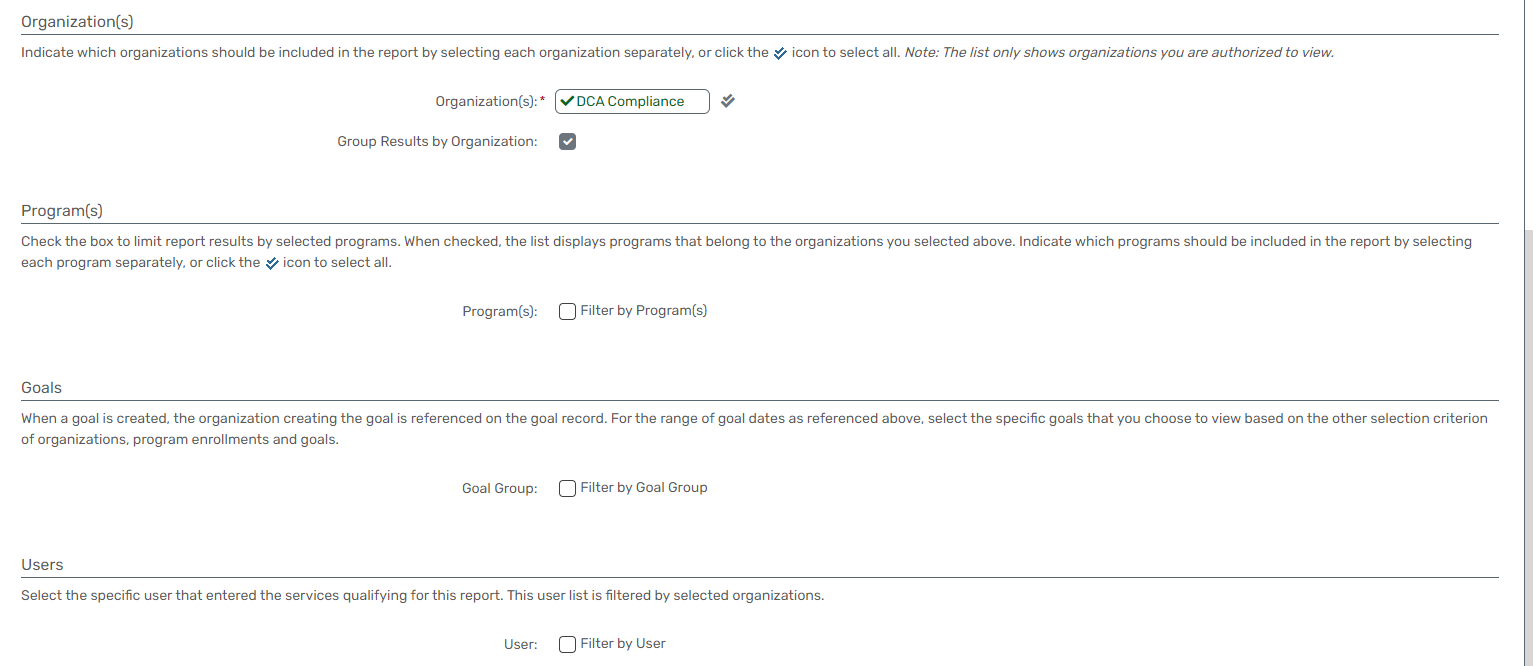 Organization(s)
Indicate which organizations should be included in the report by selecting each organization separately, or click the icon to select all. Note: The list only shows organizations you are authorized to view.
Organization(s):* DCA Compliance
Group Results by Organization:
Program(s)
Check the box to limit report results by selected programs. When checked, the list displays programs that belong to the organizations you selected above. Indicate which programs should be included in the report by selecting
each program separately, or click the icon to select all.
Program(s): Filter by Program(s)
Goals
When a goal is created, the organization creating the goal is referenced on the goal record. For the range of goal dates as referenced above, select the specific goals that you choose to view based on the other selection criterion
of organizations, program enrollments and goals.
Goal Group: Filter by Goal Group
Users
Select the specific user that entered the services qualifying for this report. This user list is filtered by selected organizations.
User: Filter by User